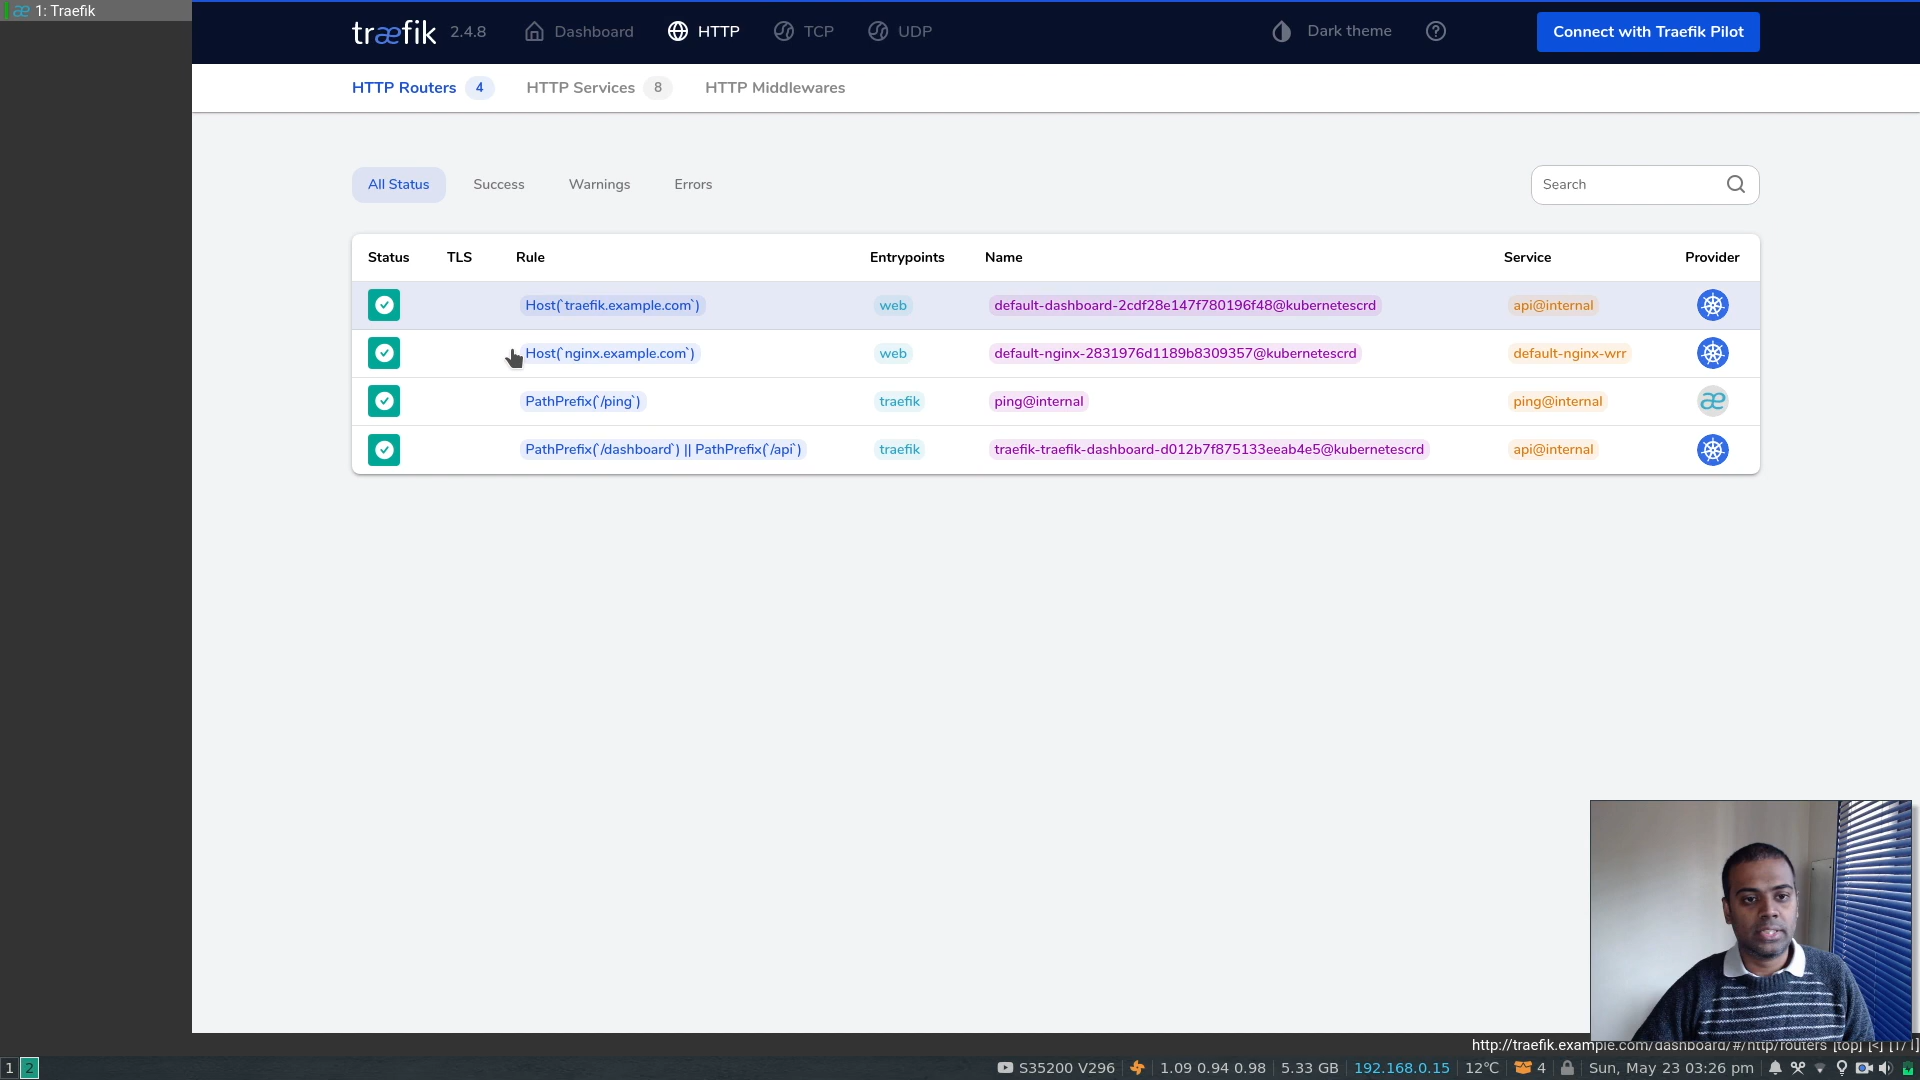 1: Traefik
træfik 2.4.8 Dashboard HTTP TCP UDP Dark theme Connect with Traefik Pilot
HTTP Routers 4 HTTP Services 8 HTTP Middlewares
All Status Success Warnings Errors Search
Status TLS Rule Entrypoints Name Service Provider
Host(`traefik.example.com`) web default-dashboard-2cdf28e147f780196f48@kubernetescrd api@internal
Host(`nginx.example.com`) web default-nginx-2831976d1189b8309357@kubernetescrd default-nginx-wrr
PathPrefix(`/ping`) traefik ping@internal ping@internal
PathPrefix(`/dashboard`) || PathPrefix(`/api`) traefik traefik-traefik-dashboard-d012b7f875133eeab4e5@kubernetescrd api@internal
http://traefik.example.com/dashboard/#/http/routers [top] [<] [1/1]
1 2 S35200 V296 1.09 0.94 0.98 5.33 GB 192.168.0.15 12℃ 4 Sun, May 23 03:26 pm